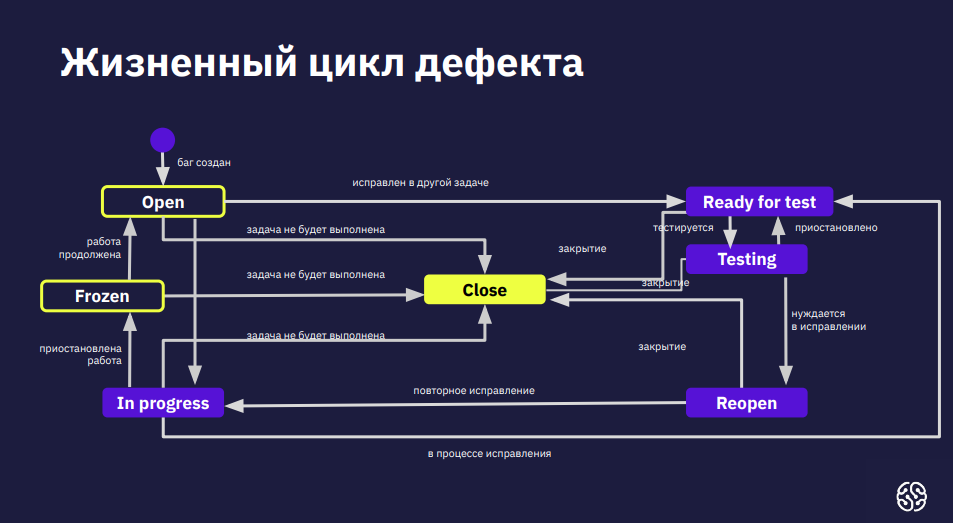 Жизненный цикл дефекта
баг создан
Open
исправлен в другой задаче
Ready for test
тестируется
приостановлено
задача не будет выполнена
работа
продолжена
закрытие
Testing
задача не будет выполнена
закрытие
Frozen
Close
нуждается
в исправлении
задача не будет выполнена
приостановлена
работа
закрытие
повторное исправление
In progress
Reopen
в процессе исправления